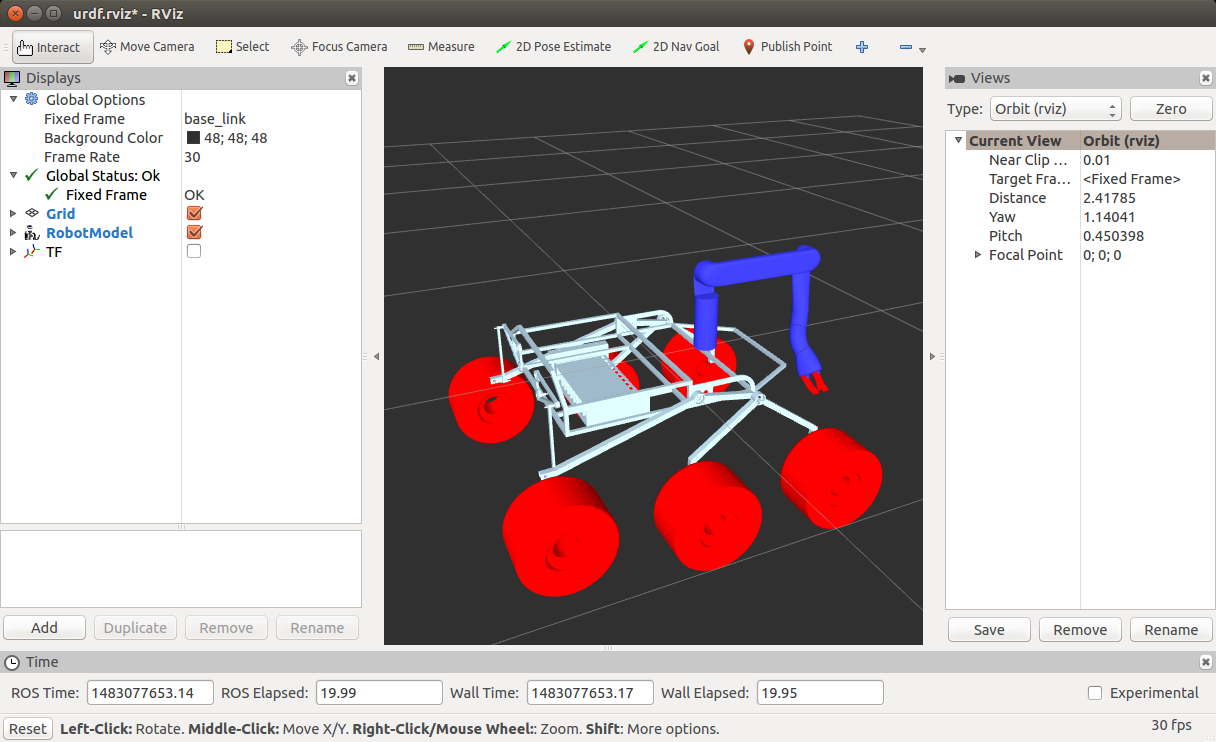 urdf.rviz* - RViz
Interact Move Camera Select Focus Camera Measure 2D Pose Estimate 2D Nav Goal Publish Point
Displays
Global Options
Fixed Frame base_link
Background Color 48; 48; 48
Frame Rate 30
Global Status: Ok
Fixed Frame OK
Grid
RobotModel
TF
Add Duplicate Remove Rename
Views
Type: Orbit (rviz) Zero
Current View Orbit (rviz)
Near Clip ... 0.01
Target Fra... <Fixed Frame>
Distance 2.41785
Yaw 1.14041
Pitch 0.450398
Focal Point 0; 0; 0
Save Remove Rename
Time
ROS Time: 1483077653.14 ROS Elapsed: 19.99 Wall Time: 1483077653.17 Wall Elapsed: 19.95 Experimental
Reset Left-Click: Rotate. Middle-Click: Move X/Y. Right-Click/Mouse Wheel:: Zoom. Shift: More options. 30 fps